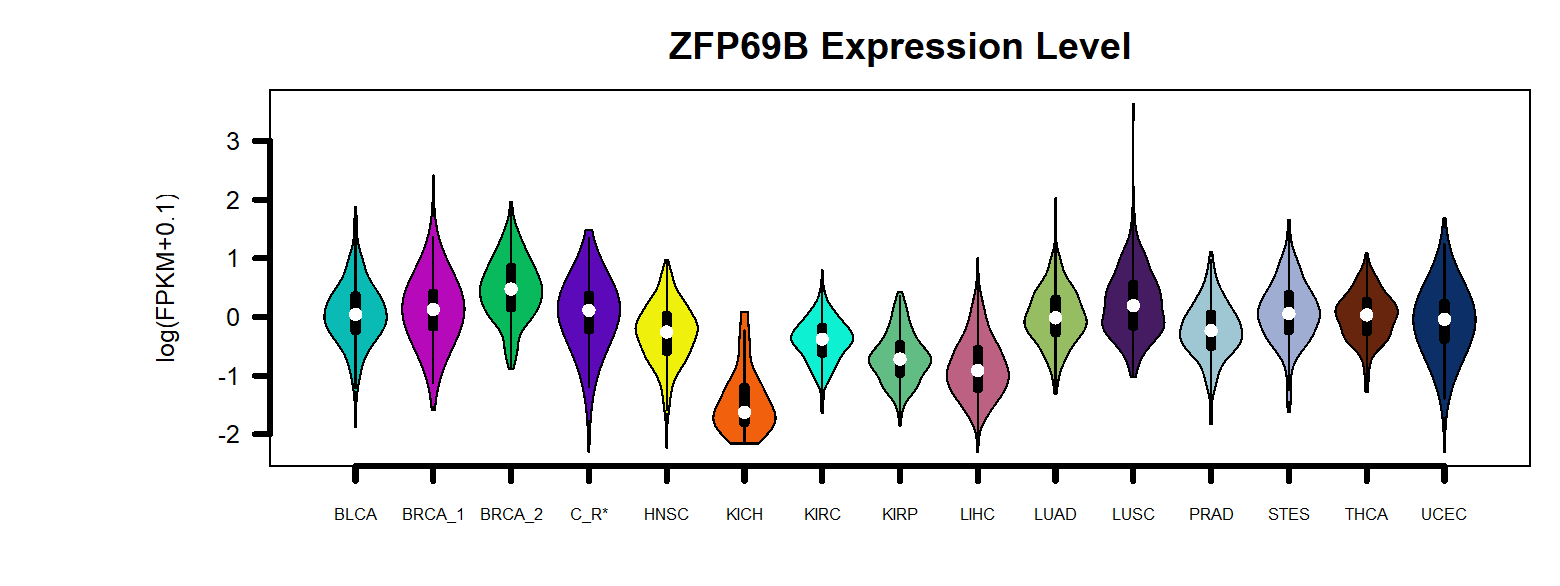 ZFP69B Expression Level
log(FPKM+0.1)
3
2
1
0
-1
-2
BLCA BRCA_1 BRCA_2 C_R* HNSC KICH KIRC KIRP LIHC LUAD LUSC PRAD STES THCA UCEC